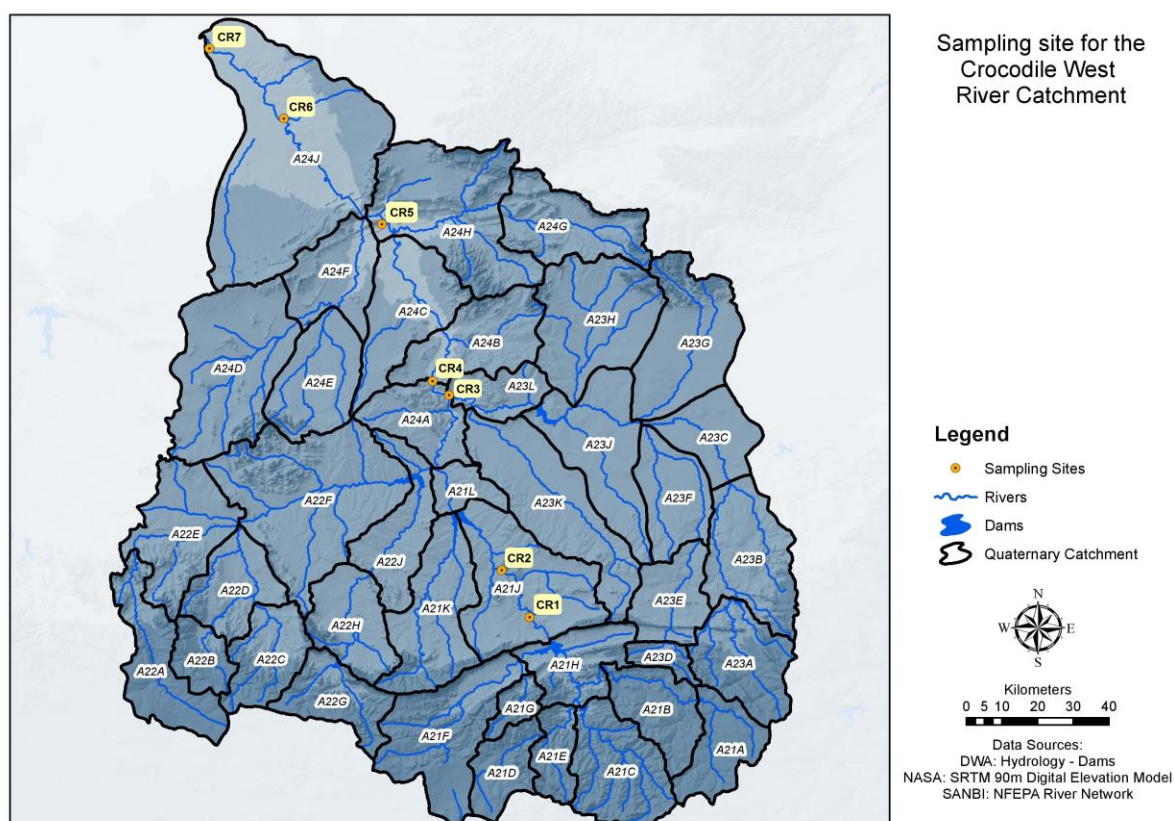 Sampling site for the
Crocodile West
River Catchment
CR7
CR6
A24J
CR5
A24H
A24G
A24F
A24C
A24B
A23H
A23G
A24D
A24E
CR4
CR3
A23L
A24A
A23J
A23C
A21L
A23K
A23F
A22F
A22E
A22J
CR2
A21J
A23B
A22D
A21K
CR1
A23E
A22H
A22B
A22C
A22A
A21H
A23D
A23A
A22G
A21G
A21B
A21F
A21E
A21D
A21C
A21A
Legend
Sampling Sites
Rivers
Dams
Quaternary Catchment
N
W E
S
Kilometers
0 5 10 20 30 40
Data Sources:
DWA: Hydrology - Dams
NASA: SRTM 90m Digital Elevation Model
SANBI: NFEPA River Network